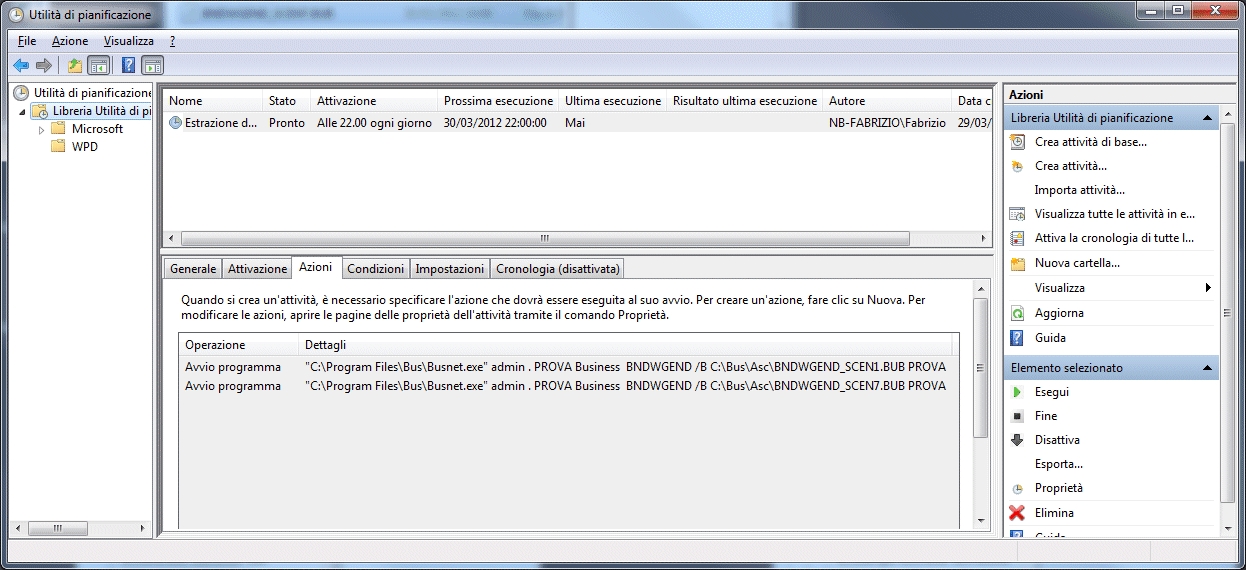 Utilità di pianificazione
File Azione Visualizza ?
Utilità di pianificazione
Libreria Utilità di pi
Microsoft
WPD
Nome Stato Attivazione Prossima esecuzione Ultima esecuzione Risultato ultima esecuzione Autore Data c
Estrazione d... Pronto Alle 22.00 ogni giorno 30/03/2012 22:00:00 Mai NB-FABRIZIO\Fabrizio 29/03/
Generale Attivazione Azioni Condizioni Impostazioni Cronologia (disattivata)
Quando si crea un'attività, è necessario specificare l'azione che dovrà essere eseguita al suo avvio. Per creare un'azione, fare clic su Nuova. Per
modificare le azioni, aprire le pagine delle proprietà dell'attività tramite il comando Proprietà.
Operazione Dettagli
Avvio programma "C:\Program Files\Bus\Busnet.exe" admin . PROVA Business BNDWGEND /B C:\Bus\Asc\BNDWGEND_SCEN1.BUB PROVA
Avvio programma "C:\Program Files\Bus\Busnet.exe" admin . PROVA Business BNDWGEND /B C:\Bus\Asc\BNDWGEND_SCEN7.BUB PROVA
Azioni
Libreria Utilità di pianificazione
Crea attività di base...
Crea attività...
Importa attività...
Visualizza tutte le attività in e...
Attiva la cronologia di tutte l...
Nuova cartella...
Visualizza
Aggiorna
Guida
Elemento selezionato
Esegui
Fine
Disattiva
Esporta...
Proprietà
Elimina
Guida